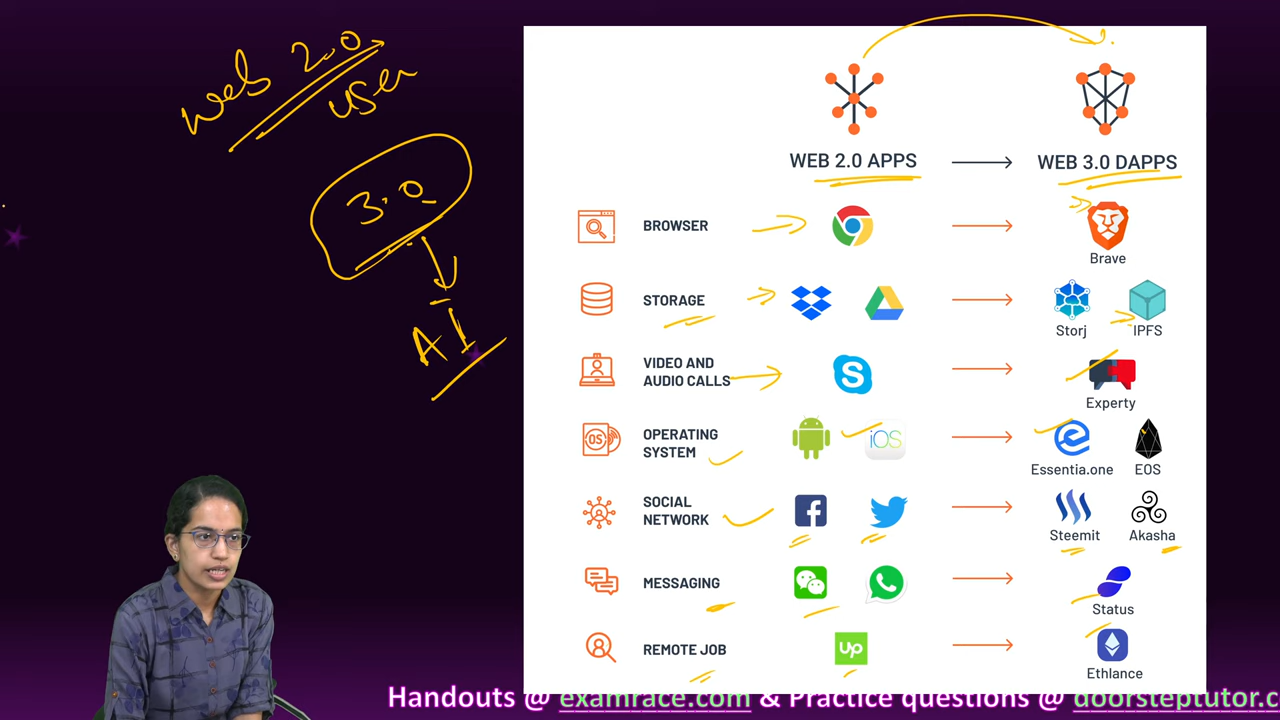 web 2.0
user
3.0
AI
WEB 2.0 APPS
WEB 3.0 DAPPS
BROWSER
Brave
STORAGE
Storj
IPFS
VIDEO AND
AUDIO CALLS
S
Experty
OS
OPERATING
SYSTEM
iOS
Essentia.one
EOS
SOCIAL
NETWORK
f
Steemit
Akasha
MESSAGING
Status
REMOTE JOB
up
Ethlance
Handouts @ examrace.com & Practice questions @ doorsteptutor.c